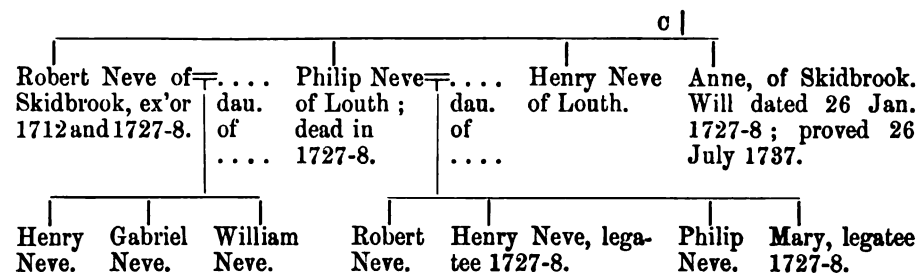 C
Robert Neve of=.... Philip Neve=.... Henry Neve Anne, of Skidbrook.
Skidbrook, ex'or dau. of Louth ; dau. of Louth. Will dated 26 Jan.
1712 and 1727-8. of dead in of 1727-8 ; proved 26
.... 1727-8. .... July 1737.
Henry Gabriel William Robert Henry Neve, lega- Philip Mary, legatee
Neve. Neve. Neve. Neve. tee 1727-8. Neve. 1727-8.